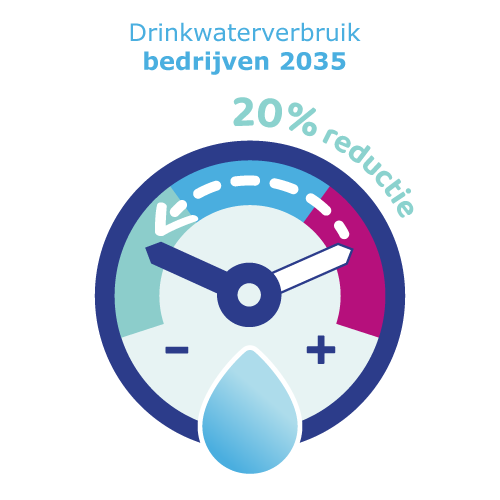 Drinkwaterverbruik
bedrijven 2035
20% reductie
- +